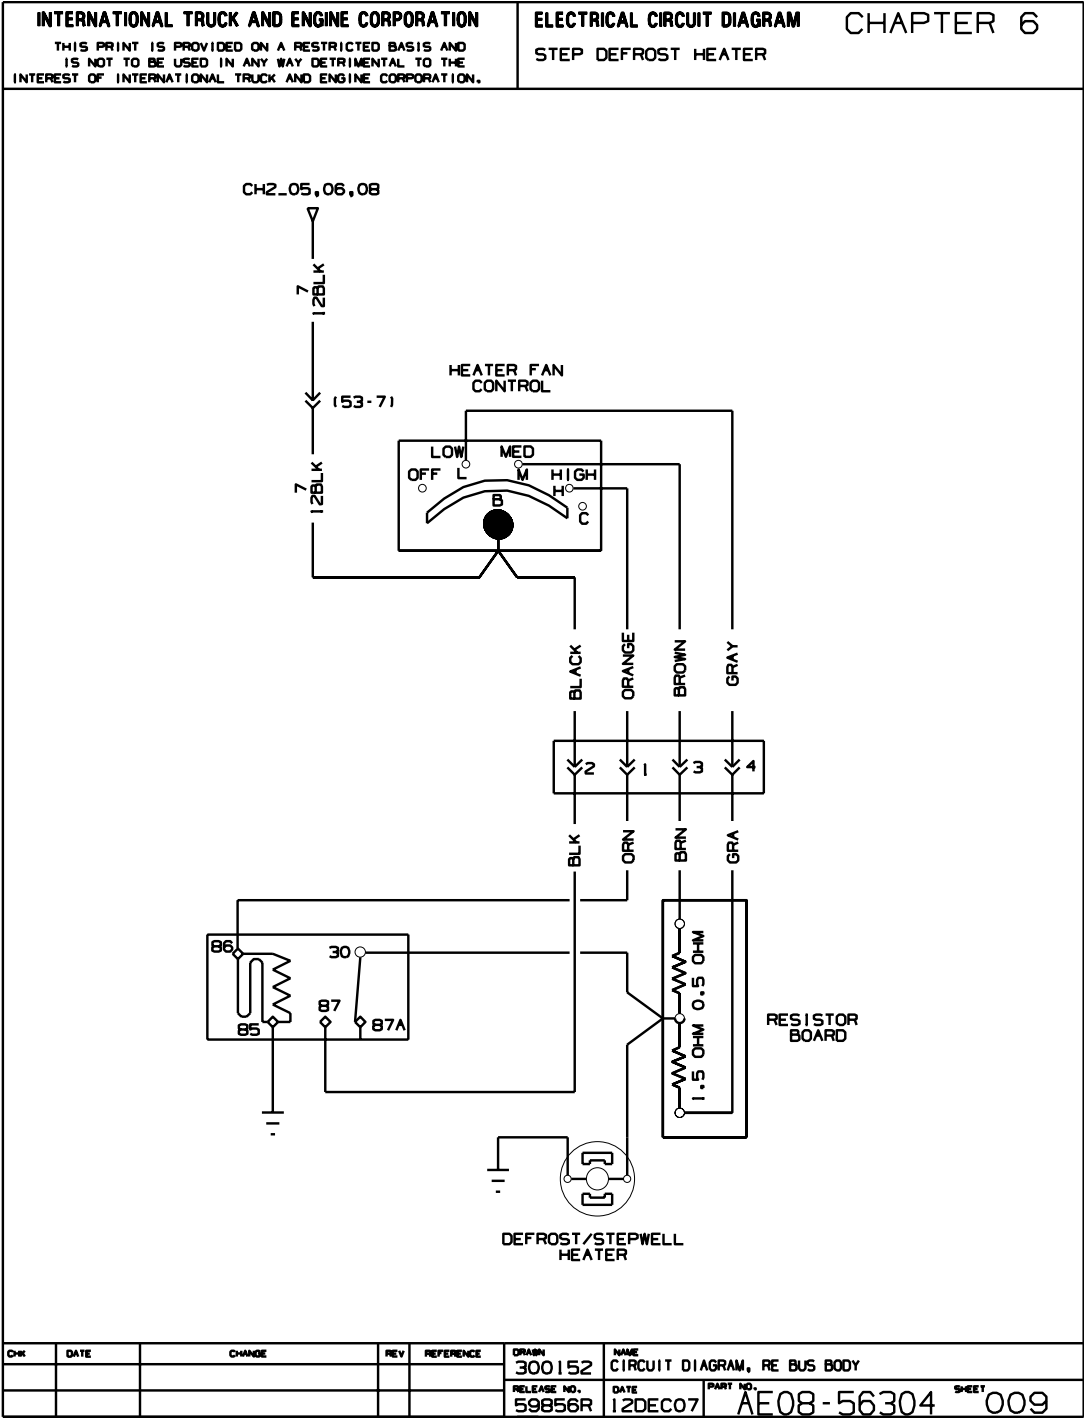 INTERNATIONAL TRUCK AND ENGINE CORPORATION
THIS PRINT IS PROVIDED ON A RESTRICTED BASIS AND
IS NOT TO BE USED IN ANY WAY DETRIMENTAL TO THE
INTEREST OF INTERNATIONAL TRUCK AND ENGINE CORPORATION.
ELECTRICAL CIRCUIT DIAGRAM
CHAPTER 6
STEP DEFROST HEATER
CH2_05,06,08
7
12BLK
(53-7)
7
12BLK
HEATER FAN
CONTROL
LOW
MED
OFF
L
M
HIGH
H
B
C
BLACK
ORANGE
BROWN
GRAY
2
1
3
4
BLK
ORN
BRN
GRA
86
30
87
85
87A
0.5 OHM
1.5 OHM
RESISTOR
BOARD
DEFROST/STEPWELL
HEATER
CHK
DATE
CHANGE
REV
REFERENCE
DRAWN
300152
NAME
CIRCUIT DIAGRAM, RE BUS BODY
RELEASE NO.
59856R
DATE
12DEC07
PART NO.
AE08-56304
SHEET
009